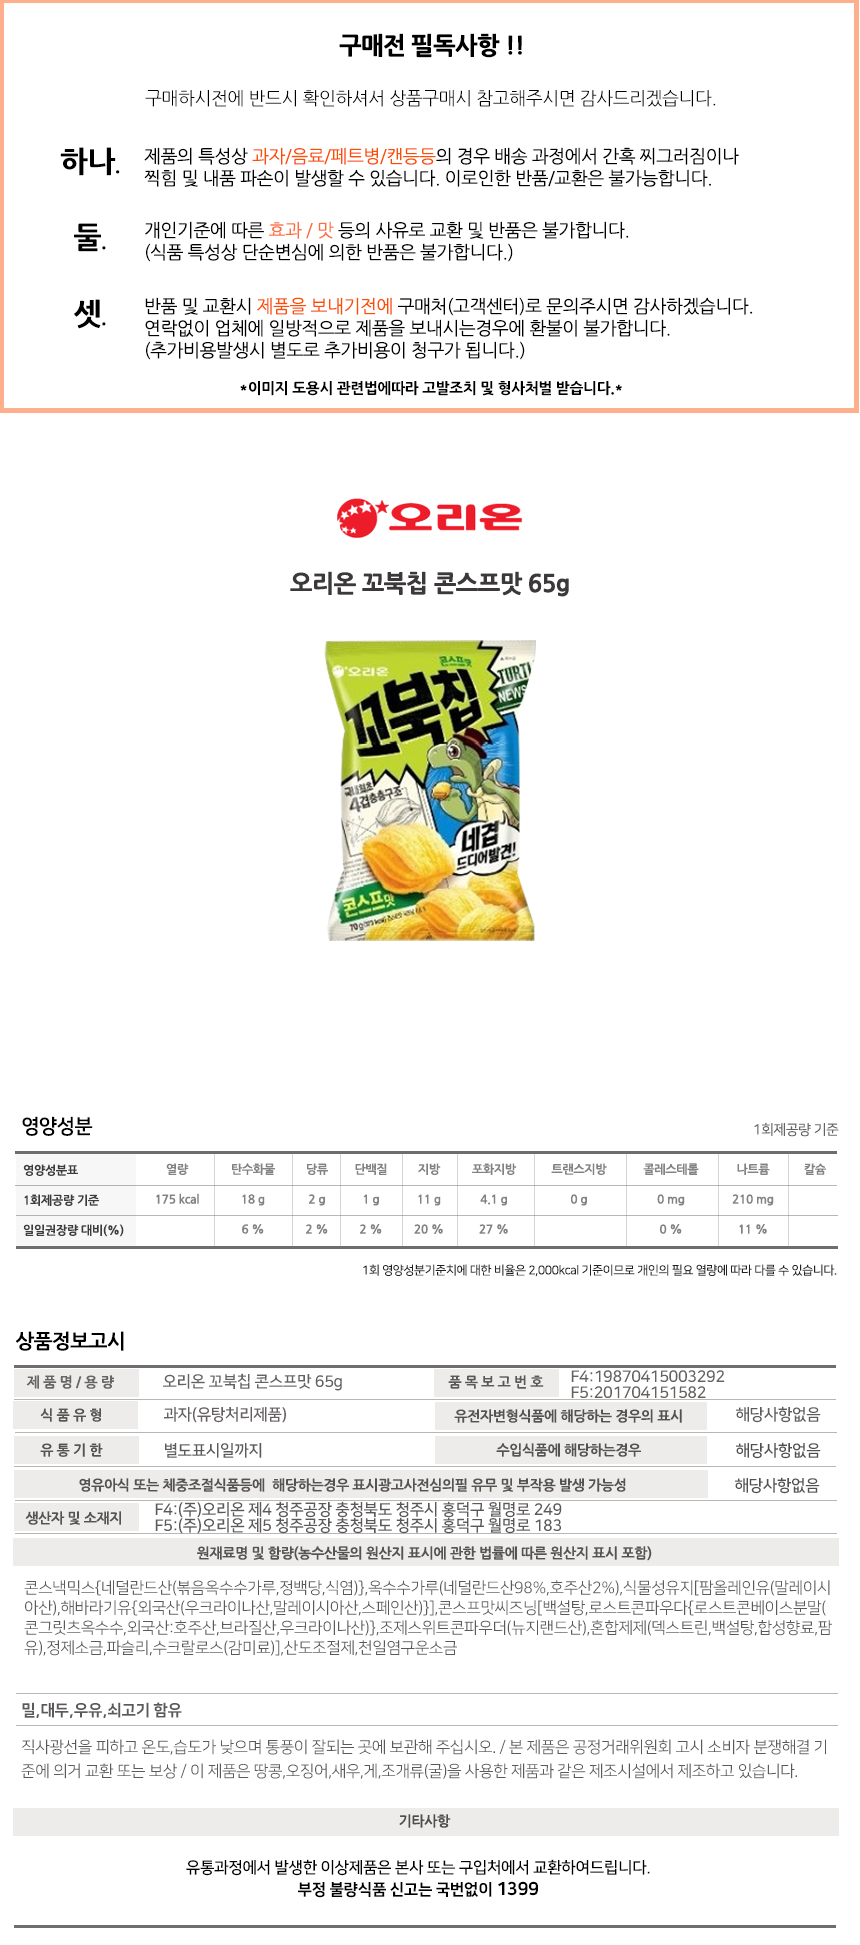 구매전 필독사항 !!
구매하시전에 반드시 확인하셔서 상품구매시 참고해주시면 감사드리겠습니다.
하나. 제품의 특성상 과자/음료/페트병/캔등등의 경우 배송 과정에서 간혹 찌그러짐이나
찍힘 및 내품 파손이 발생할 수 있습니다. 이로인한 반품/교환은 불가능합니다.
둘. 개인기준에 따른 효과 / 맛 등의 사유로 교환 및 반품은 불가합니다.
(식품 특성상 단순변심에 의한 반품은 불가합니다.)
셋. 반품 및 교환시 제품을 보내기전에 구매처(고객센터)로 문의주시면 감사하겠습니다.
연락없이 업체에 일방적으로 제품을 보내시는경우에 환불이 불가합니다.
(추가비용발생시 별도로 추가비용이 청구가 됩니다.)
*이미지 도용시 관련법에따라 고발조치 및 형사처벌 받습니다.*
오리온
오리온 꼬북칩 콘스프맛 65g
콘스프맛
오리온
꼬북칩
NEWS
국내최초
4겹층층구조
네겹
드디어발견!
콘스프맛
70g
영양성분
1회제공량 기준
영양성분표 열량 탄수화물 당류 단백질 지방 포화지방 트랜스지방 콜레스테롤 나트륨 칼슘
1회제공량 기준 175 kcal 18 g 2 g 1 g 11 g 4.1 g 0 g 0 mg 210 mg
일일권장량 대비(%) 6 % 2 % 2 % 20 % 27 % 0 % 11 %
1회 영양성분기준치에 대한 비율은 2,000kcal 기준이므로 개인의 필요 열량에 따라 다를 수 있습니다.
상품정보고시
제 품 명 / 용 량 오리온 꼬북칩 콘스프맛 65g 품 목 보 고 번 호 F4:19870415003292
F5:201704151582
식 품 유 형 과자(유탕처리제품) 유전자변형식품에 해당하는 경우의 표시 해당사항없음
유 통 기 한 별도표시일까지 수입식품에 해당하는경우 해당사항없음
영유아식 또는 체중조절식품등에 해당하는경우 표시광고사전심의필 유무 및 부작용 발생 가능성 해당사항없음
생산자 및 소재지 F4:(주)오리온 제4 청주공장 충청북도 청주시 흥덕구 월명로 249
F5:(주)오리온 제5 청주공장 충청북도 청주시 흥덕구 월명로 183
원재료명 및 함량(농수산물의 원산지 표시에 관한 법률에 따른 원산지 표시 포함)
콘스낵믹스{네덜란드산(볶음옥수수가루,정백당,식염)},옥수수가루(네덜란드산98%,호주산2%),식물성유지[팜올레인유(말레이시
아산),해바라기유{외국산(우크라이나산,말레이시아산,스페인산)}],콘스프맛씨즈닝[백설탕,로스트콘파우다{로스트콘베이스분말(
콘그릿츠옥수수,외국산:호주산,브라질산,우크라이나산)},조제스위트콘파우더(뉴지랜드산),혼합제제(덱스트린,백설탕,합성향료,팜
유),정제소금,파슬리,수크랄로스(감미료)],산도조절제,천일염구운소금
밀,대두,우유,쇠고기 함유
직사광선을 피하고 온도,습도가 낮으며 통풍이 잘되는 곳에 보관해 주십시오. / 본 제품은 공정거래위원회 고시 소비자 분쟁해결 기
준에 의거 교환 또는 보상 / 이 제품은 땅콩,오징어,새우,게,조개류(굴)을 사용한 제품과 같은 제조시설에서 제조하고 있습니다.
기타사항
유통과정에서 발생한 이상제품은 본사 또는 구입처에서 교환하여드립니다.
부정 불량식품 신고는 국번없이 1399